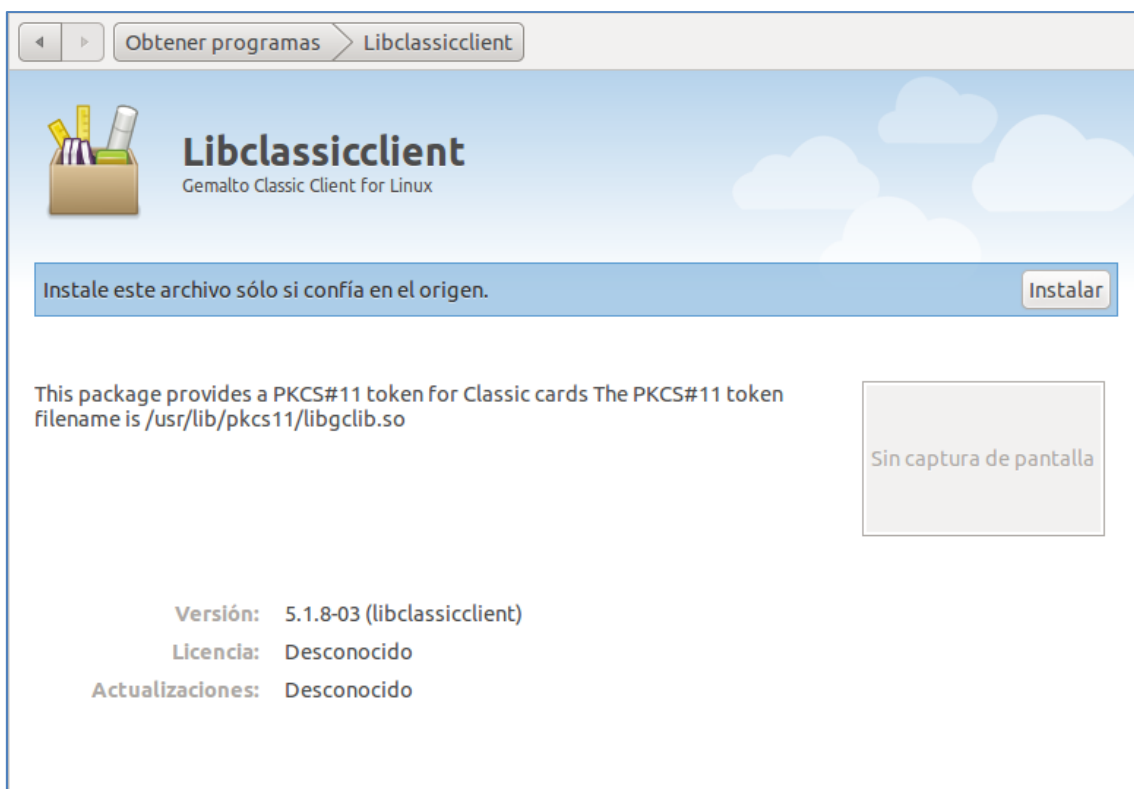 Obtener programas
Libclassicclient
Libclassicclient
Gemalto Classic Client for Linux
Instale este archivo sólo si confía en el origen.
Instalar
This package provides a PKCS#11 token for Classic cards The PKCS#11 token
filename is /usr/lib/pkcs11/libgclib.so
Sin captura de pantalla
Versión: 5.1.8-03 (libclassicclient)
Licencia: Desconocido
Actualizaciones: Desconocido